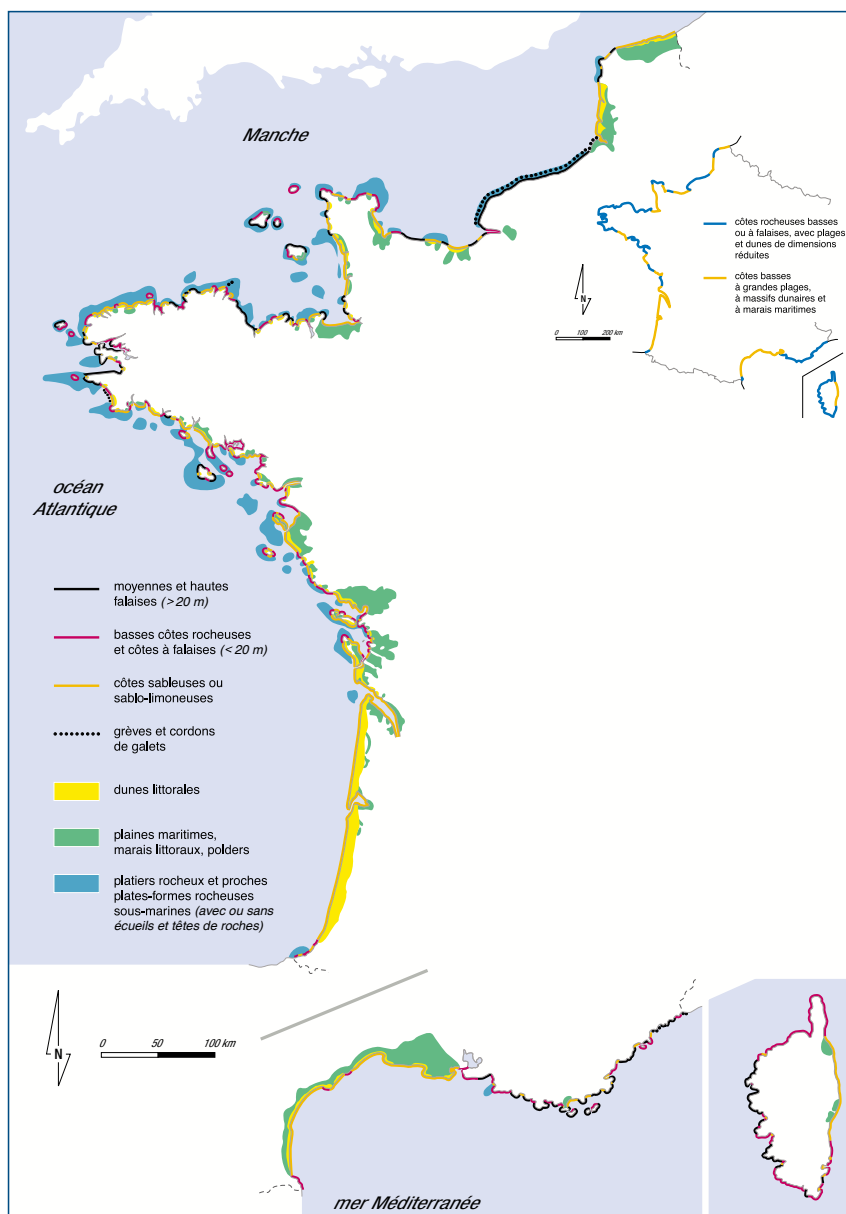 Manche
côtes rocheuses basses
ou à falaises, avec plages
et dunes de dimensions
réduites
côtes basses
à grandes plages,
à massifs dunaires et
à marais maritimes
N
0 100 200 km
océan
Atlantique
moyennes et hautes
falaises (> 20 m)
basses côtes rocheuses
et côtes à falaises (< 20 m)
côtes sableuses ou
sablo-limoneuses
grèves et cordons
de galets
dunes littorales
plaines maritimes,
marais littoraux, polders
platiers rocheux et proches
plates-formes rocheuses
sous-marines (avec ou sans
écueils et têtes de roches)
N
0 50 100 km
mer Méditerranée